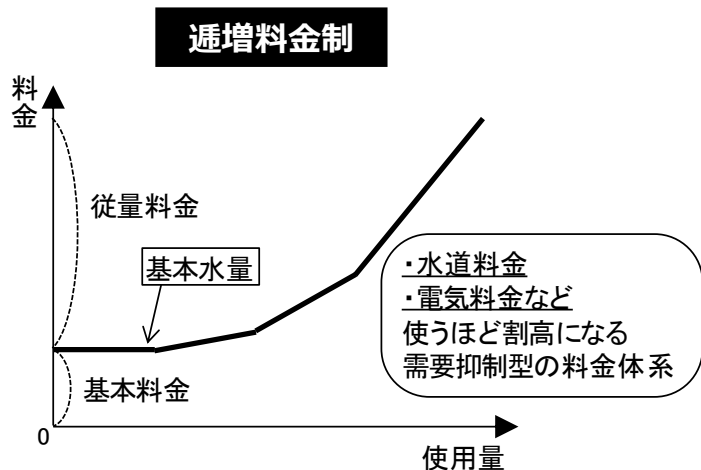 逓増料金制
料金
従量料金
基本水量
・水道料金
・電気料金など
使うほど割高になる
需要抑制型の料金体系
基本料金
0
使用量